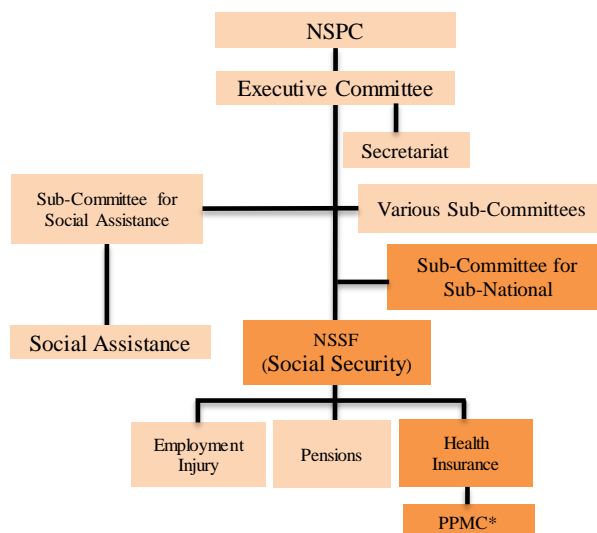 NSPC
Executive Committee
Secretariat
Sub-Committee for
Social Assistance
Various Sub-Committees
Sub-Committee for
Sub-National
Social Assistance
NSSF
(Social Security)
Employment
Injury
Pensions
Health
Insurance
PPMC*